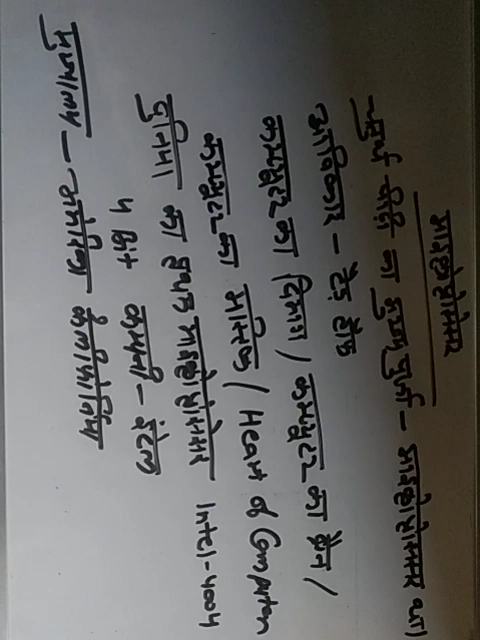 माइक्रोप्रोसेसर
चतुर्थ पीढ़ी का मुख्य पुर्जा - माइक्रोप्रोसेसर था।
आविष्कार - टेड हॉफ
कम्प्यूटर का दिमाग / कम्प्यूटर का ब्रेन /
कम्प्यूटर का मस्तिष्क / Heart of Computer
दुनिया का प्रथम माइक्रोप्रोसेसर Intel-4004
4 बिट कम्पनी - इंटेल
मुख्यालय - अमेरिका कैलीफोर्निया